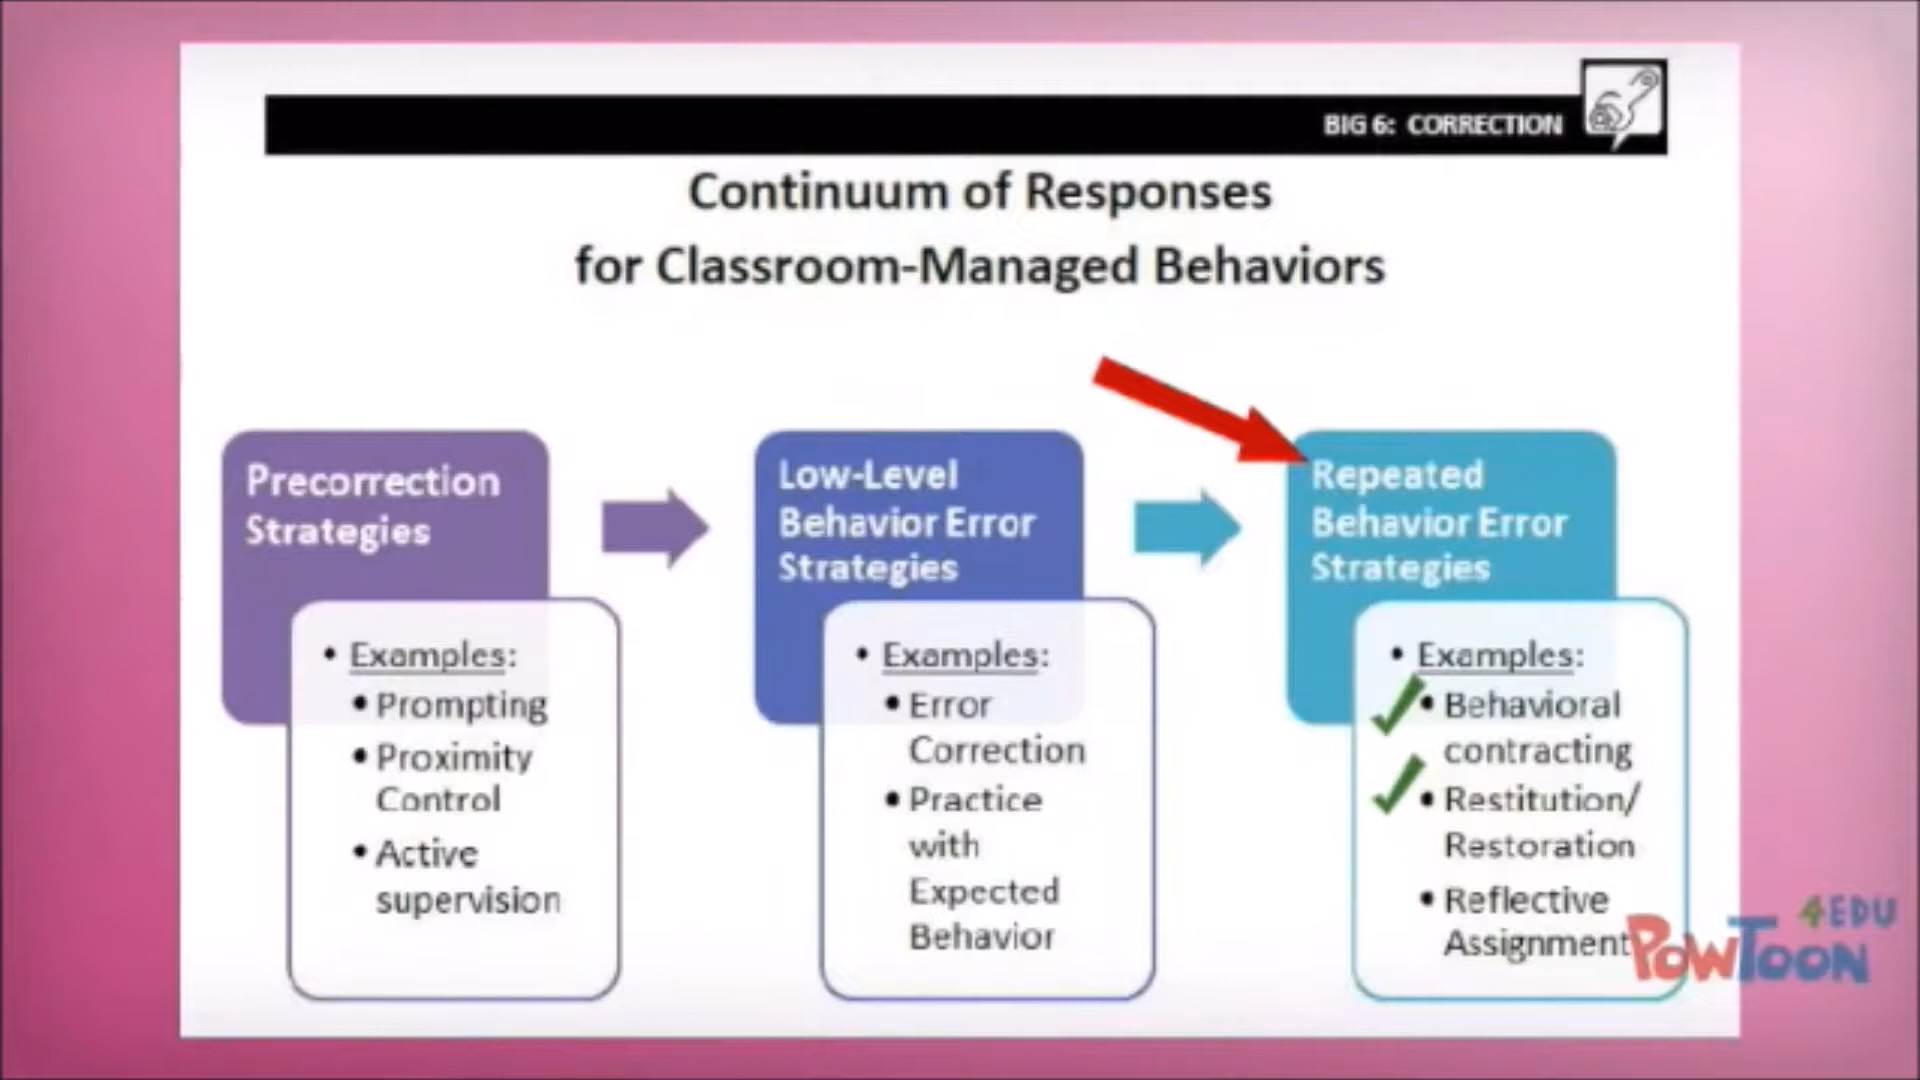 BIG 6: CORRECTION
Continuum of Responses
for Classroom-Managed Behaviors
Precorrection
Strategies
• Examples:
• Prompting
• Proximity
Control
• Active
supervision
Low-Level
Behavior Error
Strategies
• Examples:
• Error
Correction
• Practice
with
Expected
Behavior
Repeated
Behavior Error
Strategies
• Examples:
• Behavioral
contracting
• Restitution/
Restoration
• Reflective
Assignment
4EDU
POWTOON